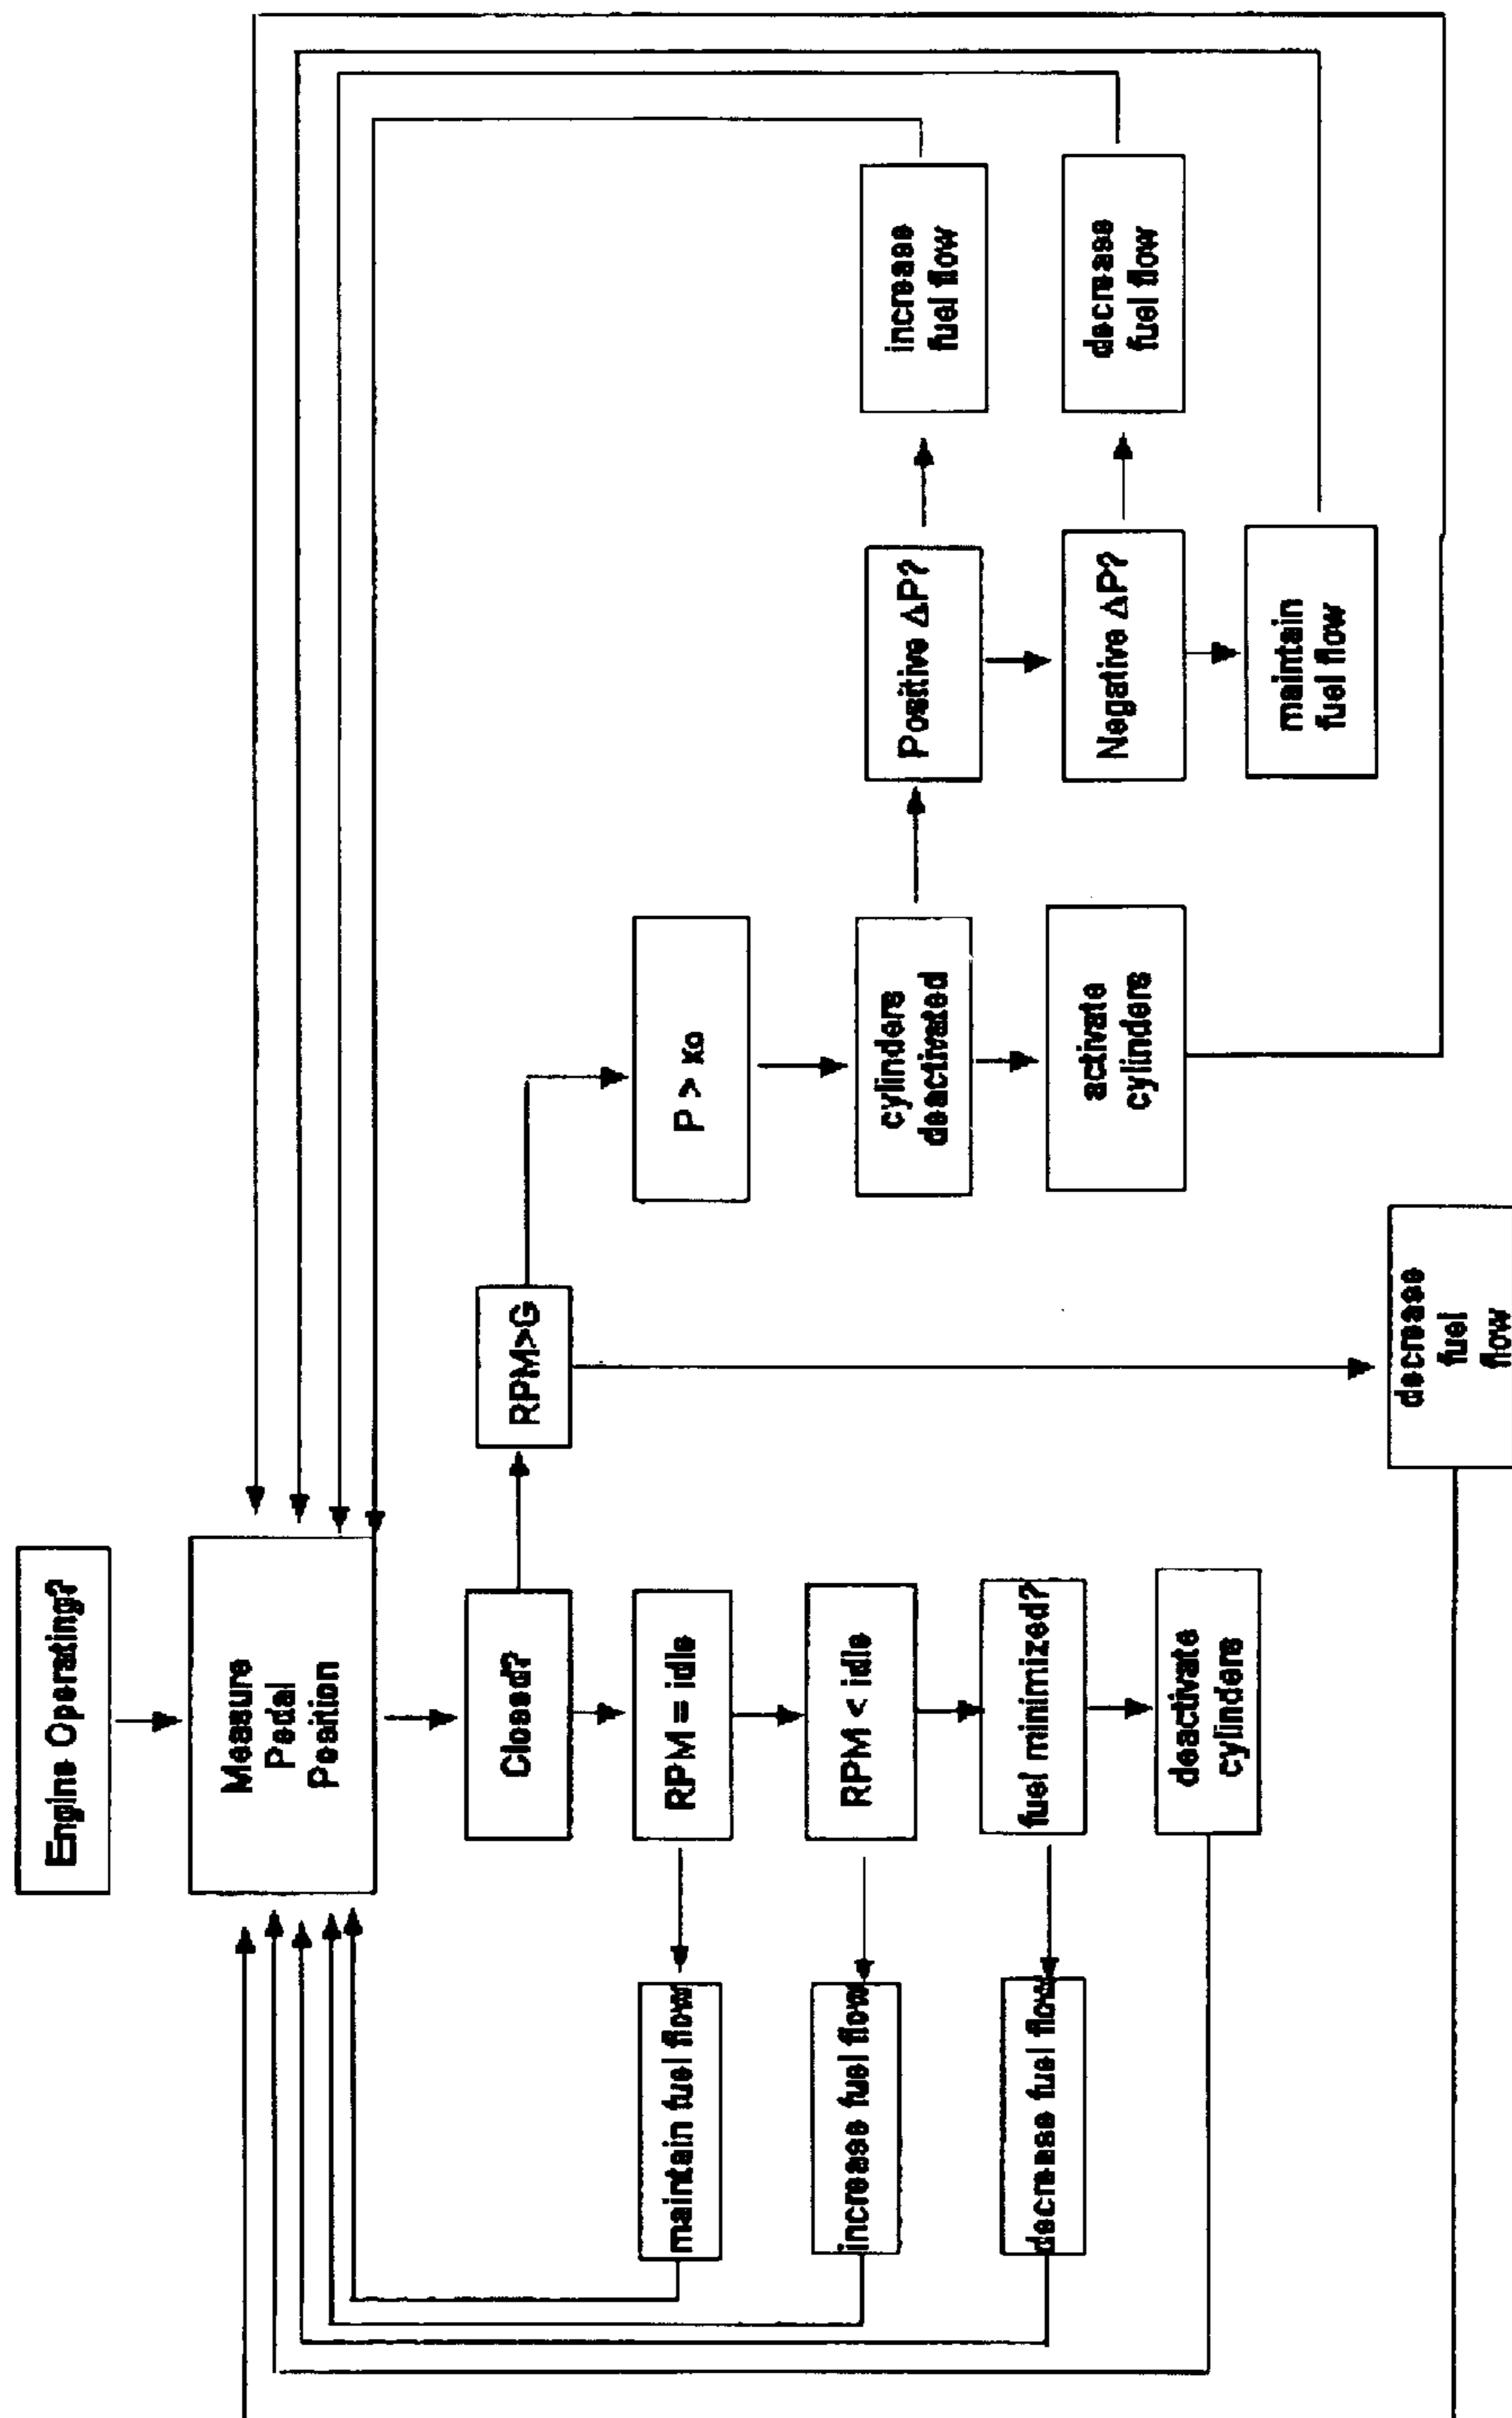 Engine Operating?
Measure
Pedal
Position
Closed?
RPM>G
RPM = idle
maintain fuel flow
RPM < idle
increase fuel flow
fuel minimized?
decrease fuel flow
deactivate
cylinders
P > xo
cylinders
deactivated
activate
cylinders
Positive ΔP?
increase
fuel flow
Negative ΔP?
decrease
fuel flow
maintain
fuel flow
decrease
fuel
flow